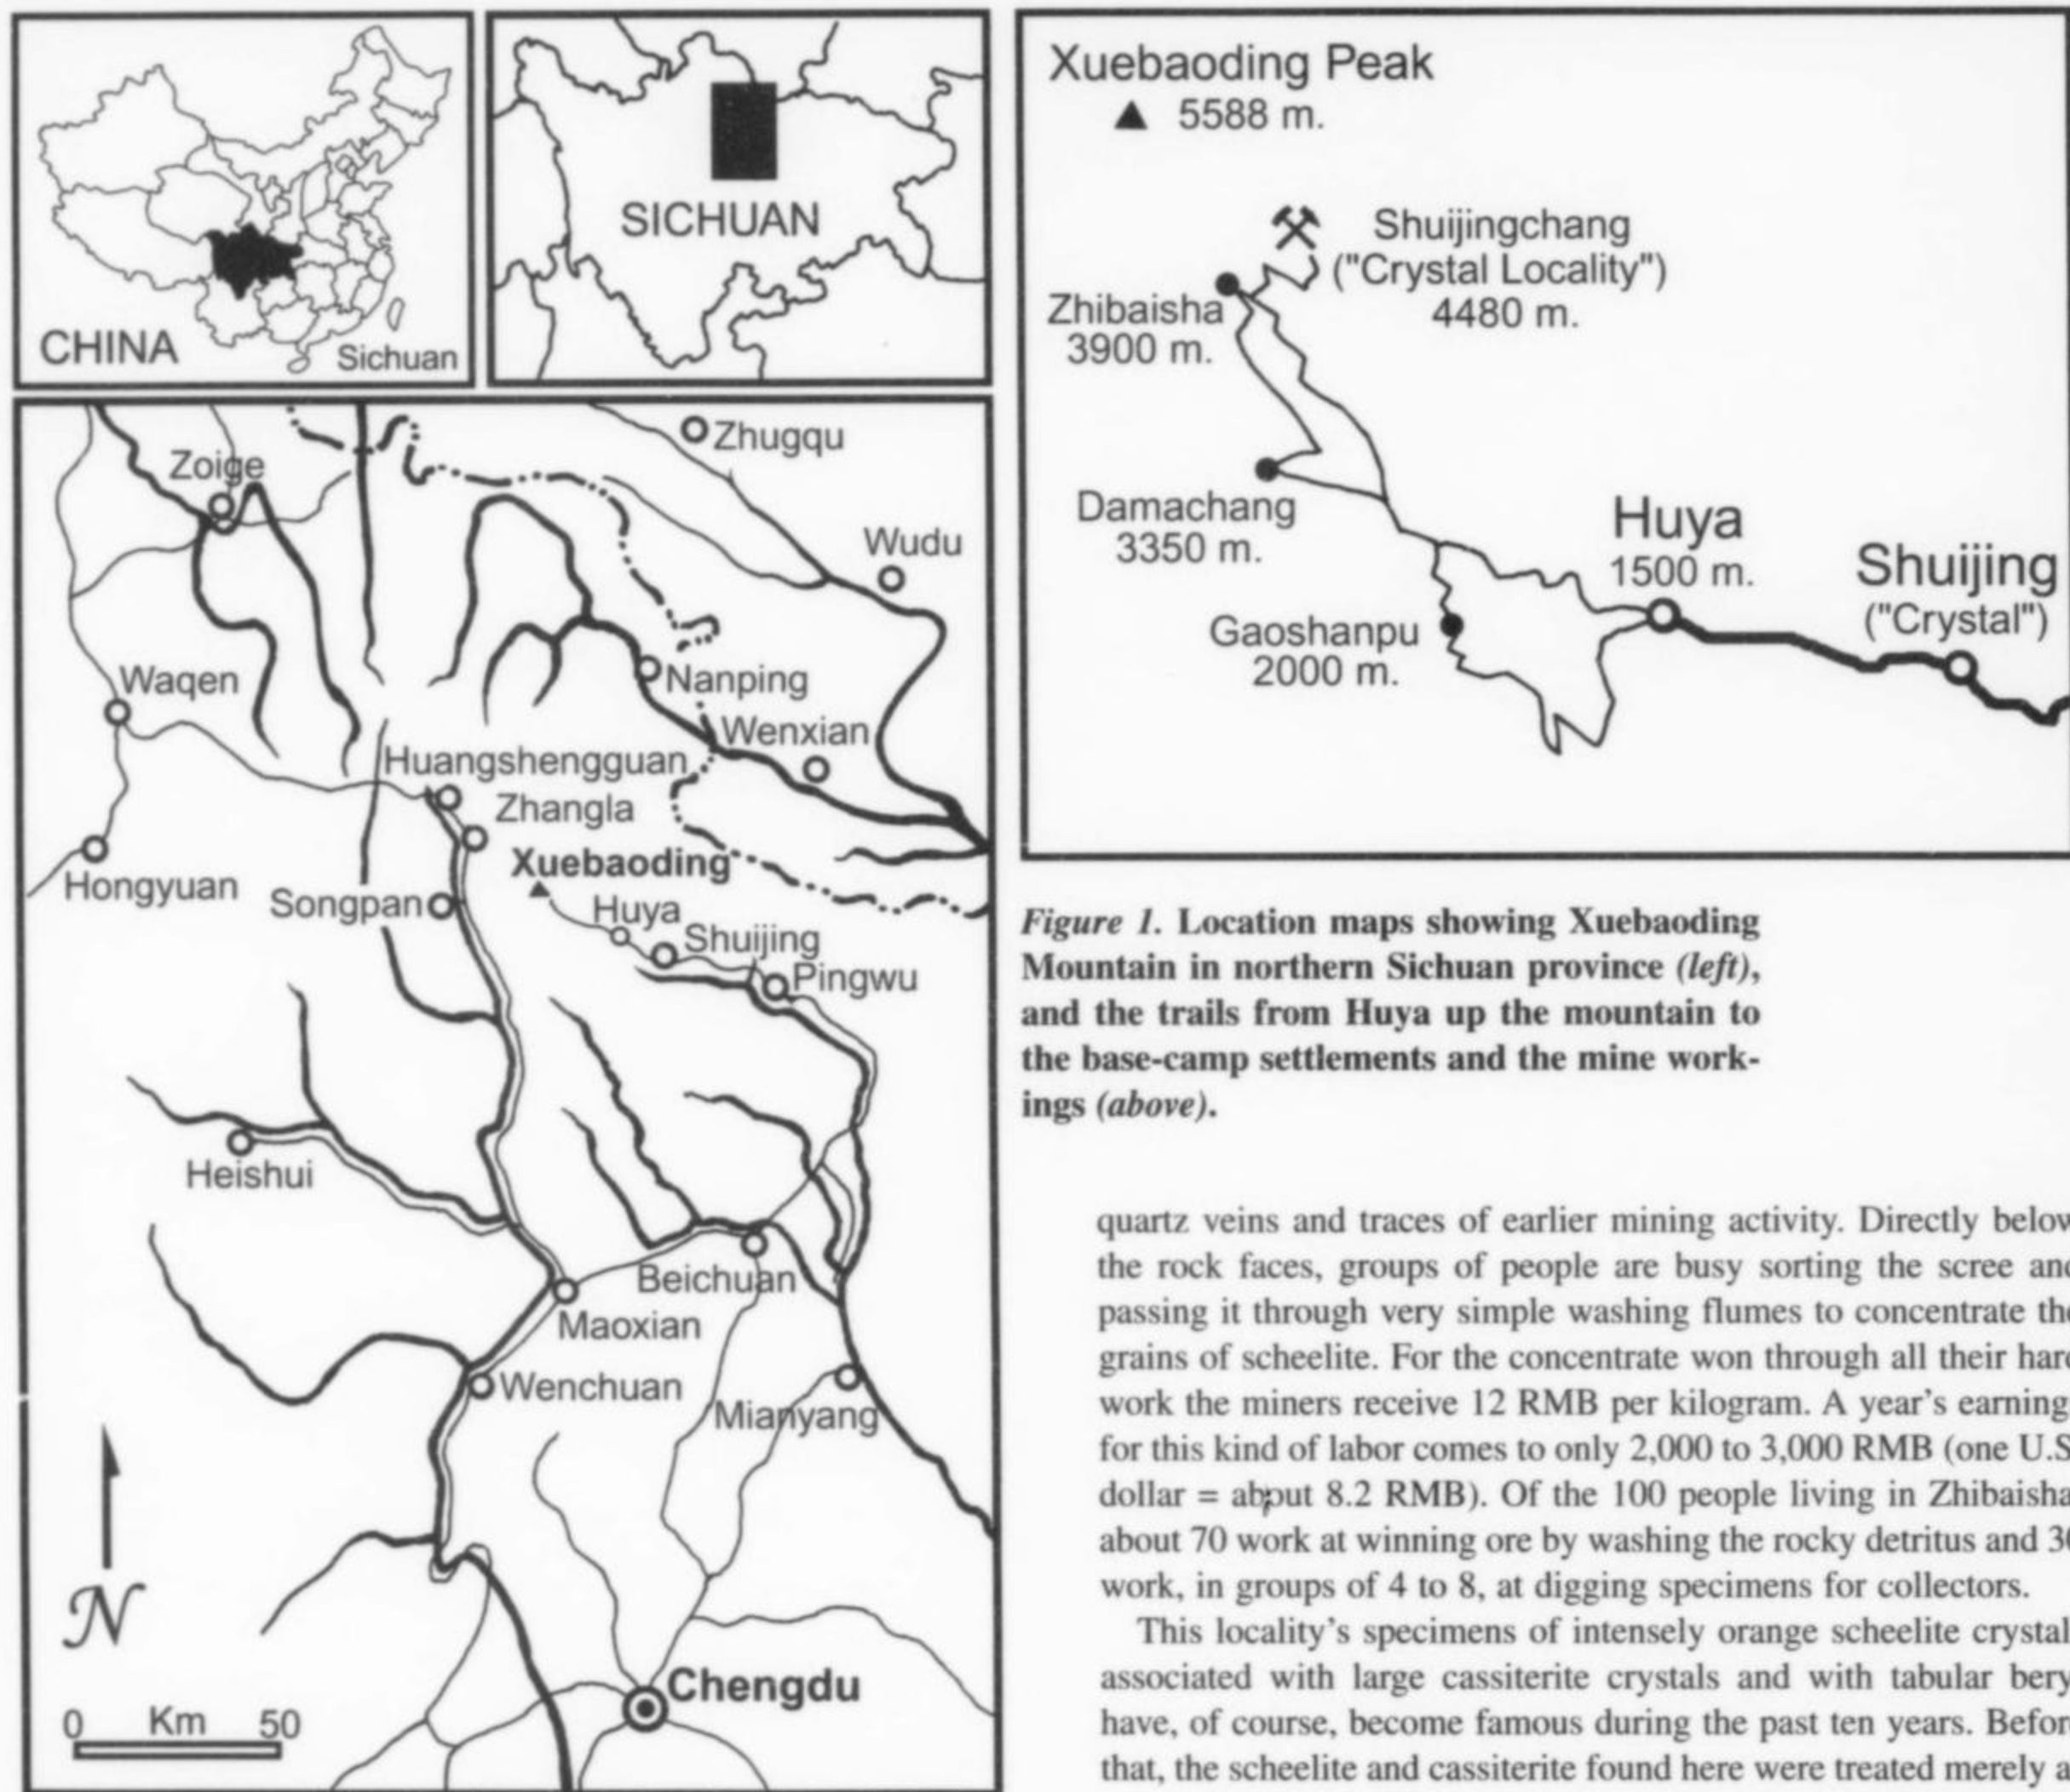 CHINA
Sichuan
SICHUAN
Xuebaoding Peak
5588 m.
Shuijingchang
("Crystal Locality")
4480 m.
Zhibaisha
3900 m.
Damachang
3350 m.
Huya
1500 m.
Shuijing
("Crystal")
Gaoshanpu
2000 m.
Zhugqu
Zoige
Wudu
Waqen
Nanping
Wenxian
Huangshengguan
Zhangla
Xuebaoding
Hongyuan
Songpan
Huya
Shuijing
Pingwu
Heishui
Beichuan
Maoxian
Wenchuan
Mianyang
N
Chengdu
0 Km 50
Figure 1. Location maps showing Xuebaoding
Mountain in northern Sichuan province (left),
and the trails from Huya up the mountain to
the base-camp settlements and the mine work-
ings (above).
quartz veins and traces of earlier mining activity. Directly below
the rock faces, groups of people are busy sorting the scree and
passing it through very simple washing flumes to concentrate the
grains of scheelite. For the concentrate won through all their hard
work the miners receive 12 RMB per kilogram. A year's earning
for this kind of labor comes to only 2,000 to 3,000 RMB (one U.S
dollar = about 8.2 RMB). Of the 100 people living in Zhibaisha
about 70 work at winning ore by washing the rocky detritus and 30
work, in groups of 4 to 8, at digging specimens for collectors.
This locality's specimens of intensely orange scheelite crystal
associated with large cassiterite crystals and with tabular bery
have, of course, become famous during the past ten years. Befor
that, the scheelite and cassiterite found here were treated merely a